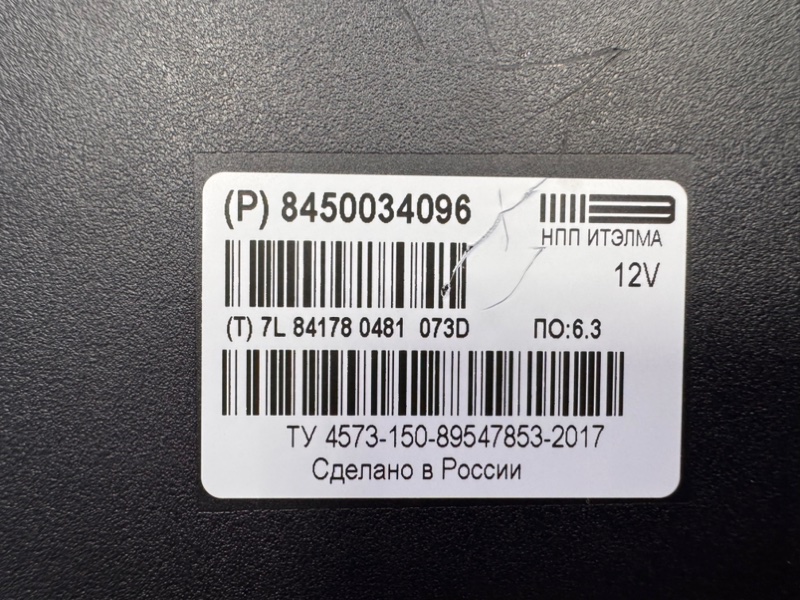 (P) 8450034096
НПП ИТЭЛМА
12V
(T) 7L 84178 0481 073D
ПО:6.3
ТУ 4573-150-89547853-2017
Сделано в России